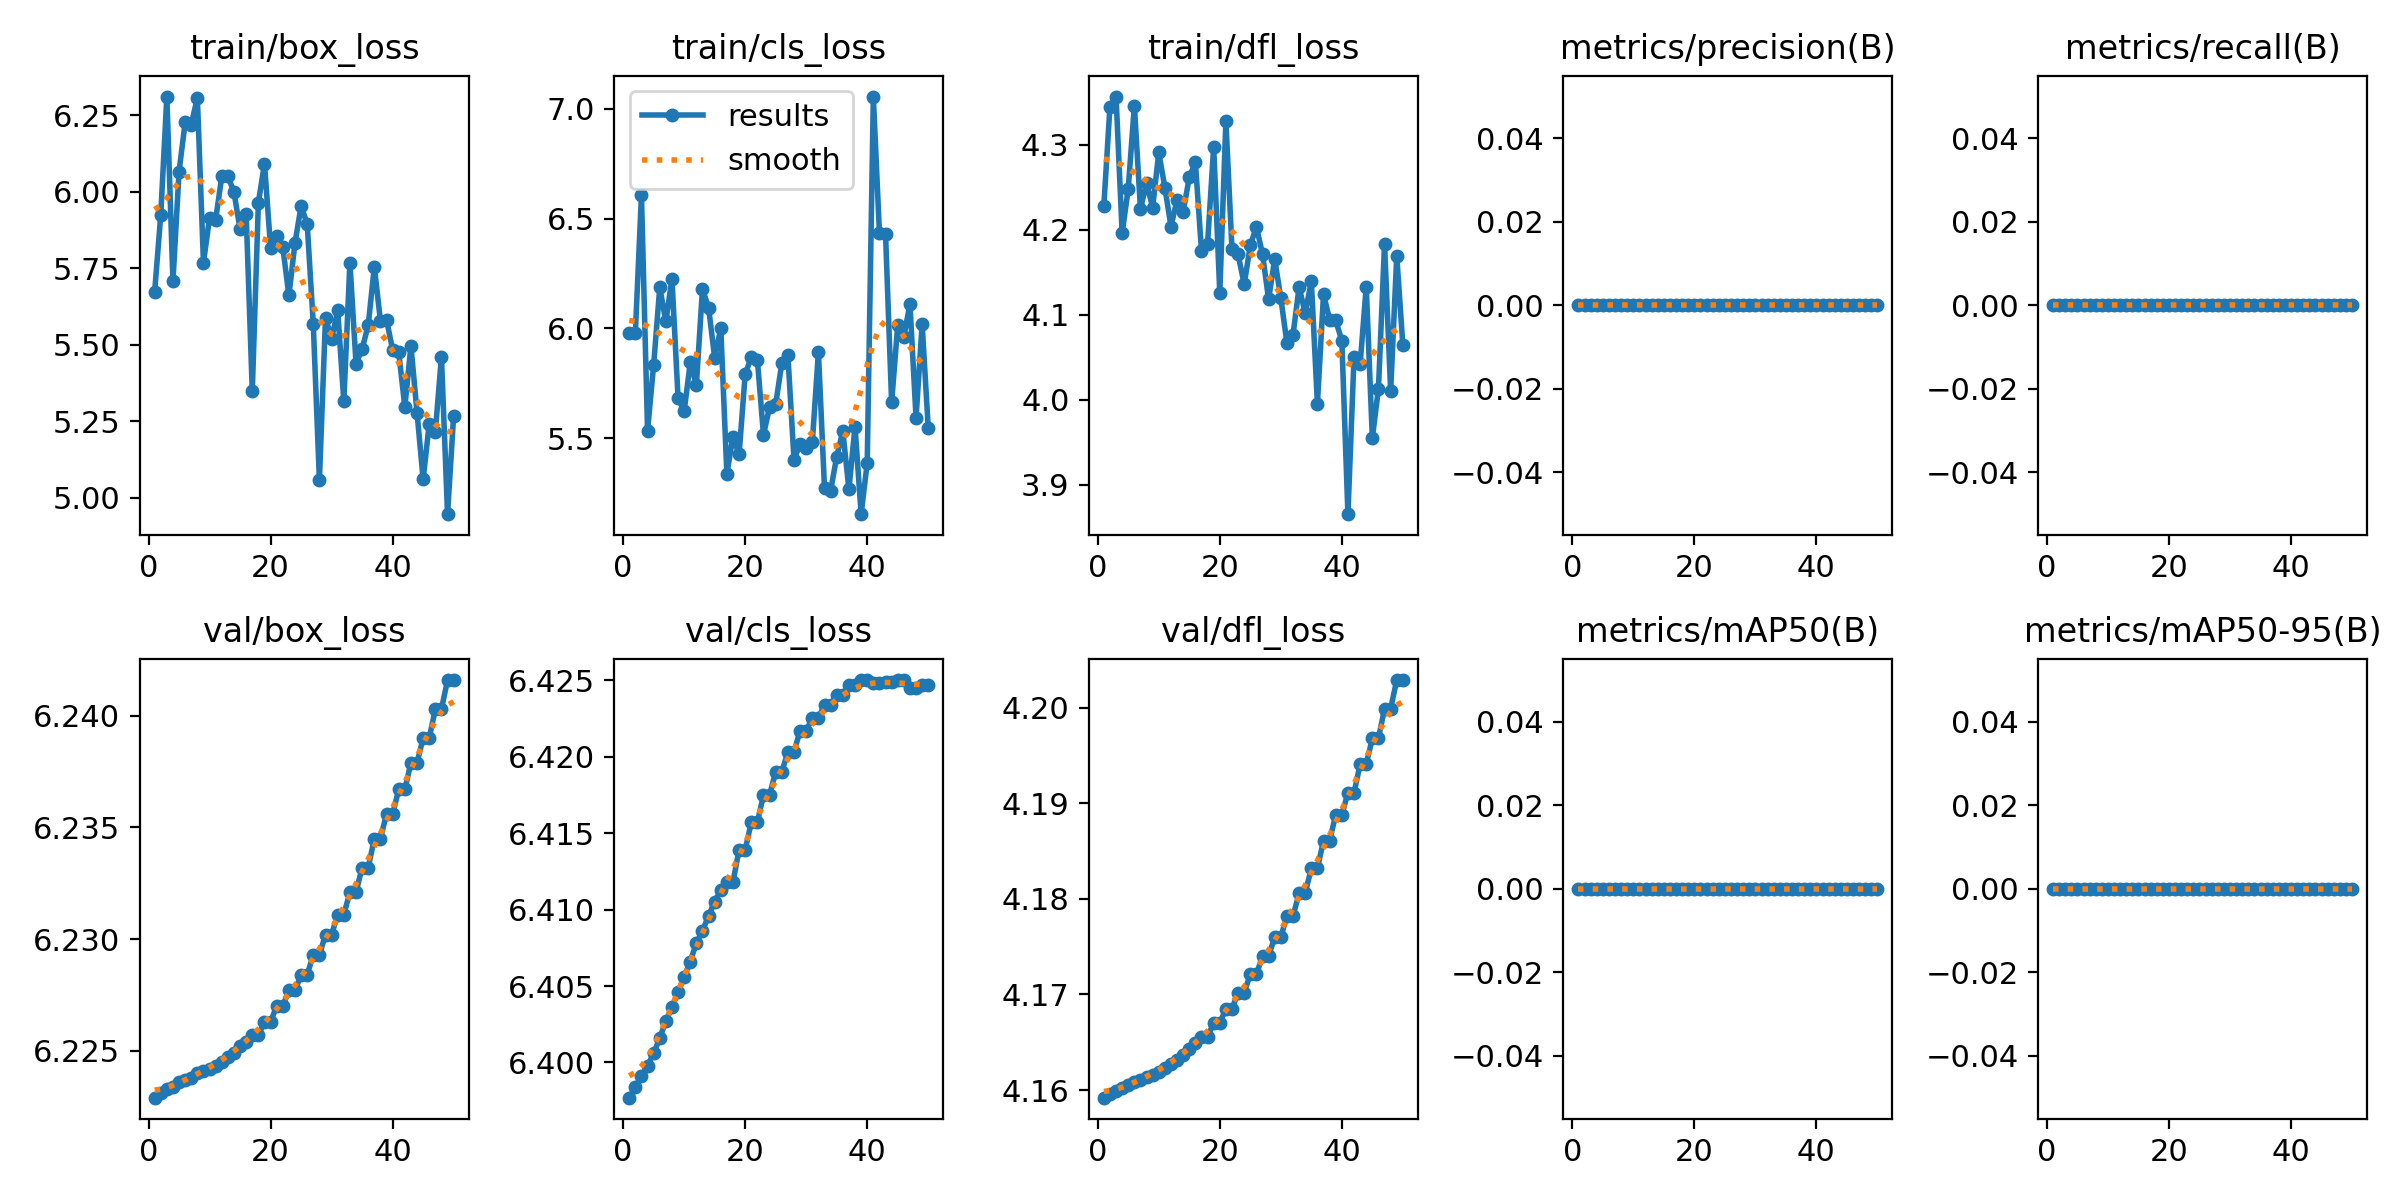 train/box_loss
6.25
6.00
5.75
5.50
5.25
5.00
0 20 40
train/cls_loss
results
smooth
7.0
6.5
6.0
5.5
0 20 40
train/dfl_loss
4.3
4.2
4.1
4.0
3.9
0 20 40
metrics/precision(B)
0.04
0.02
0.00
−0.02
−0.04
0 20 40
metrics/recall(B)
0.04
0.02
0.00
−0.02
−0.04
0 20 40
val/box_loss
6.240
6.235
6.230
6.225
0 20 40
val/cls_loss
6.425
6.420
6.415
6.410
6.405
6.400
0 20 40
val/dfl_loss
4.20
4.19
4.18
4.17
4.16
0 20 40
metrics/mAP50(B)
0.04
0.02
0.00
−0.02
−0.04
0 20 40
metrics/mAP50-95(B)
0.04
0.02
0.00
−0.02
−0.04
0 20 40